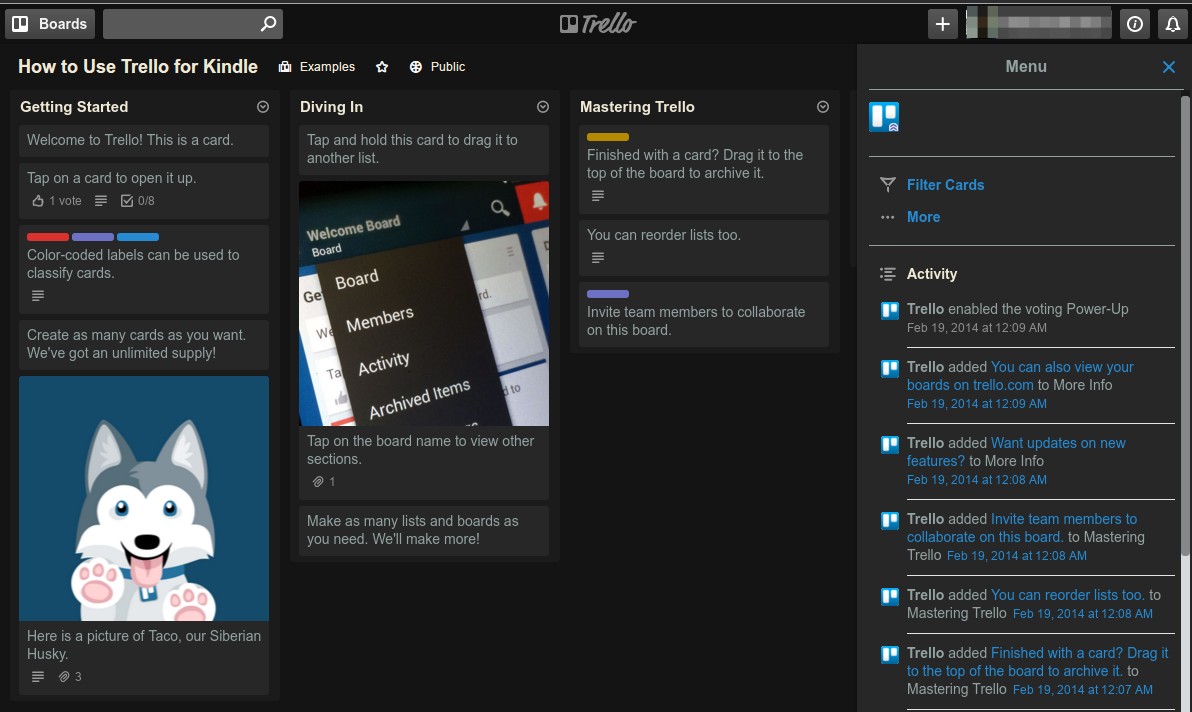 Boards
Trello
How to Use Trello for Kindle
Examples
Public
Getting Started
Welcome to Trello! This is a card.
Tap on a card to open it up.
1 vote
0/8
Color-coded labels can be used to
classify cards.
Create as many cards as you want.
We've got an unlimited supply!
Here is a picture of Taco, our Siberian
Husky.
3
Diving In
Tap and hold this card to drag it to
another list.
Welcome Board
Board
Board
Members
Activity
Archived Items
Tap on the board name to view other
sections.
1
Make as many lists and boards as
you need. We'll make more!
Mastering Trello
Finished with a card? Drag it to the
top of the board to archive it.
You can reorder lists too.
Invite team members to collaborate
on this board.
Menu
Filter Cards
More
Activity
Trello enabled the voting Power-Up
Feb 19, 2014 at 12:09 AM
Trello added You can also view your
boards on trello.com to More Info
Feb 19, 2014 at 12:09 AM
Trello added Want updates on new
features? to More Info
Feb 19, 2014 at 12:08 AM
Trello added Invite team members to
collaborate on this board. to Mastering
Trello Feb 19, 2014 at 12:08 AM
Trello added You can reorder lists too. to
Mastering Trello Feb 19, 2014 at 12:08 AM
Trello added Finished with a card? Drag it
to the top of the board to archive it. to
Mastering Trello Feb 19, 2014 at 12:07 AM